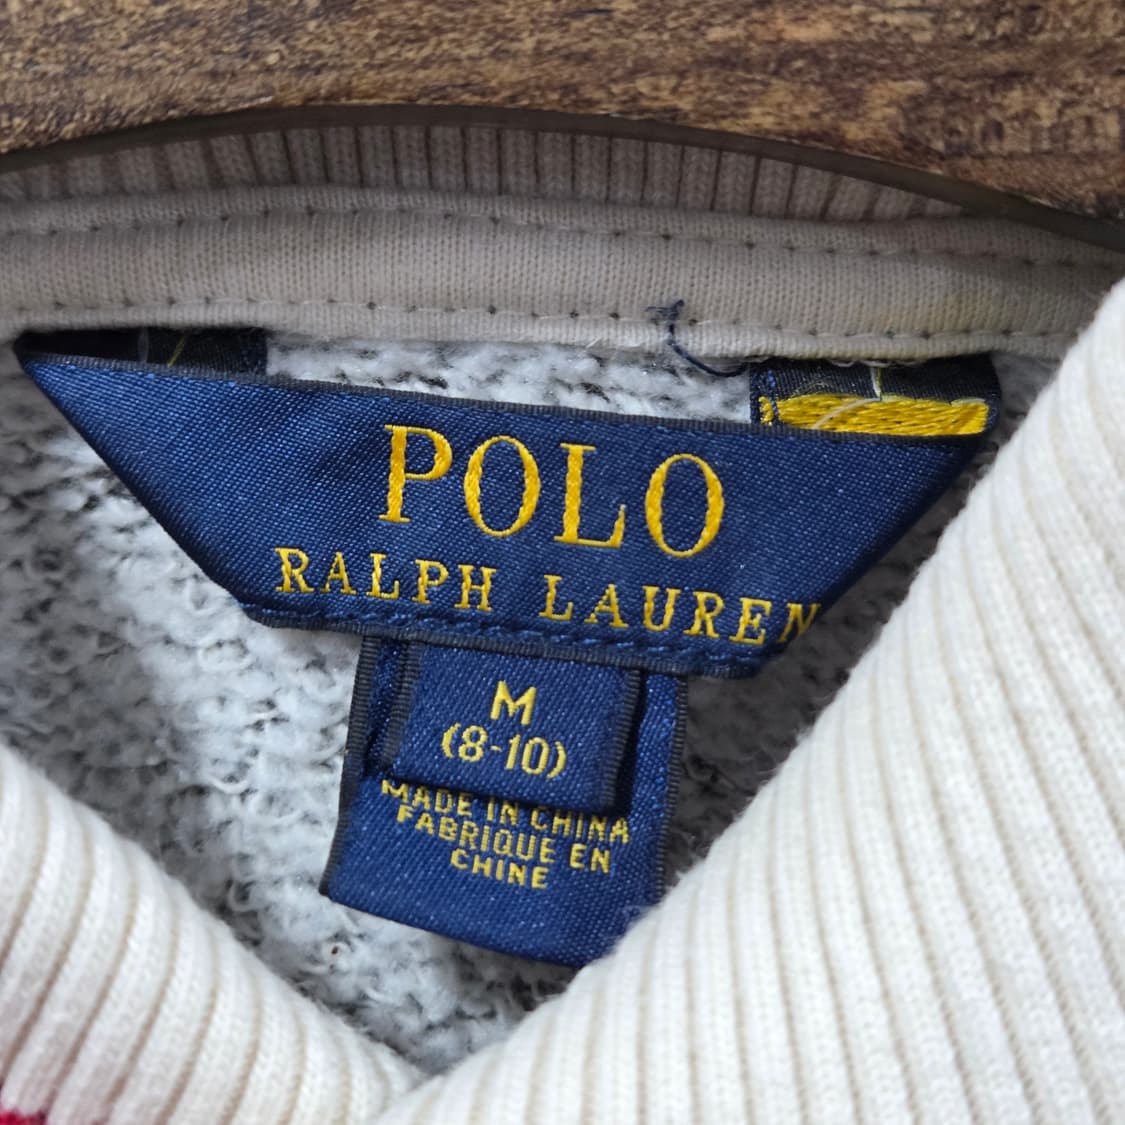 POLO
RALPH LAUREN
M
(8-10)
MADE IN CHINA
FABRIQUE EN
CHINE